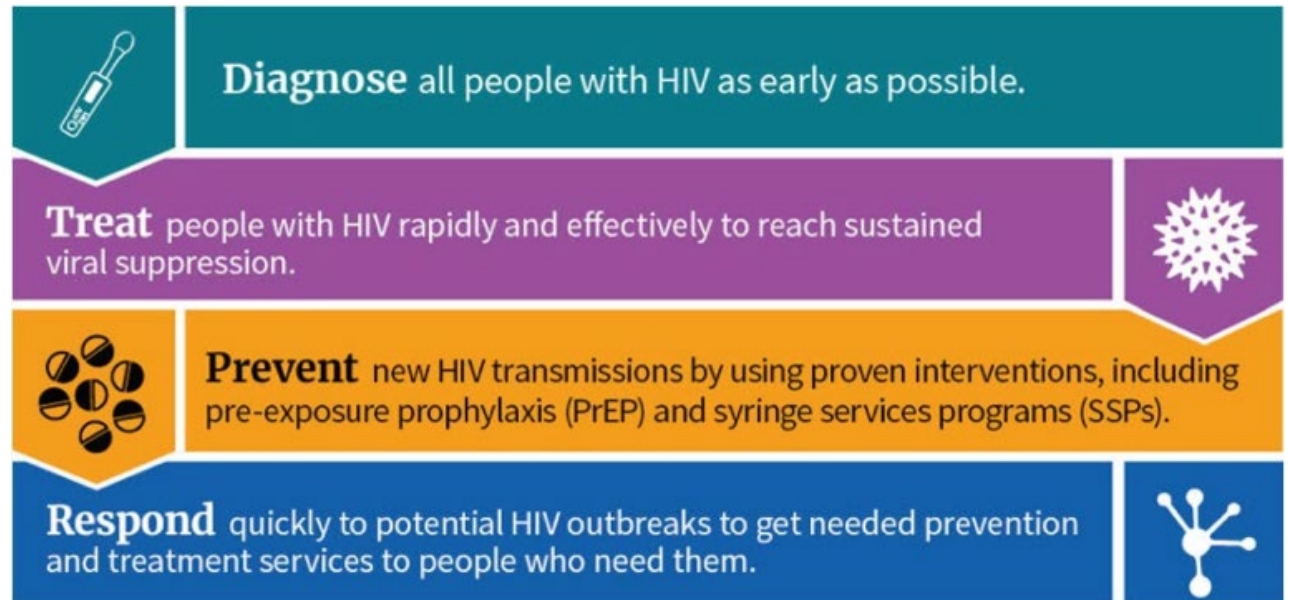 Diagnose all people with HIV as early as possible.
Treat people with HIV rapidly and effectively to reach sustained
viral suppression.
Prevent new HIV transmissions by using proven interventions, including
pre-exposure prophylaxis (PrEP) and syringe services programs (SSPs).
Respond quickly to potential HIV outbreaks to get needed prevention
and treatment services to people who need them.